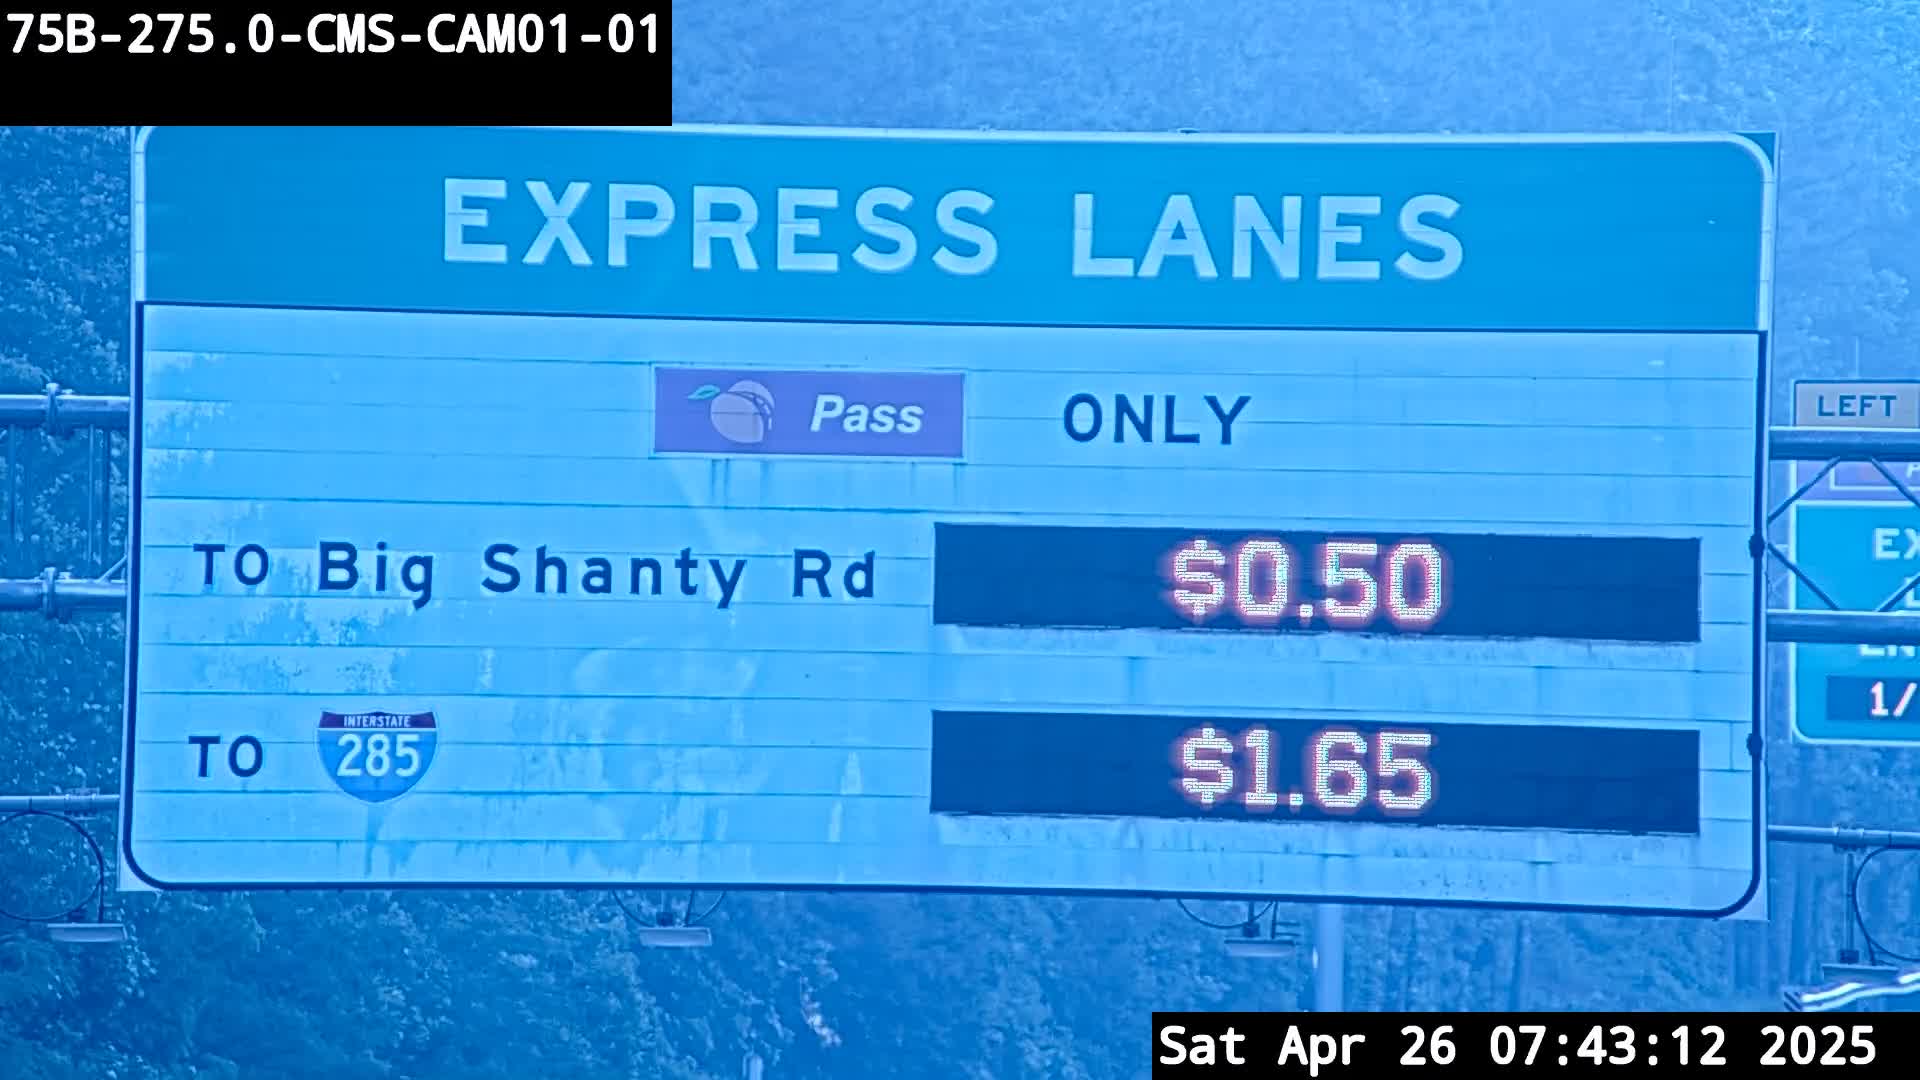 75B-275.0-CMS-CAM01-01
EXPRESS LANES
Pass ONLY
TO Big Shanty Rd $0.50
TO INTERSTATE 285 $1.65
LEFT
1/
Sat Apr 26 07:43:12 2025